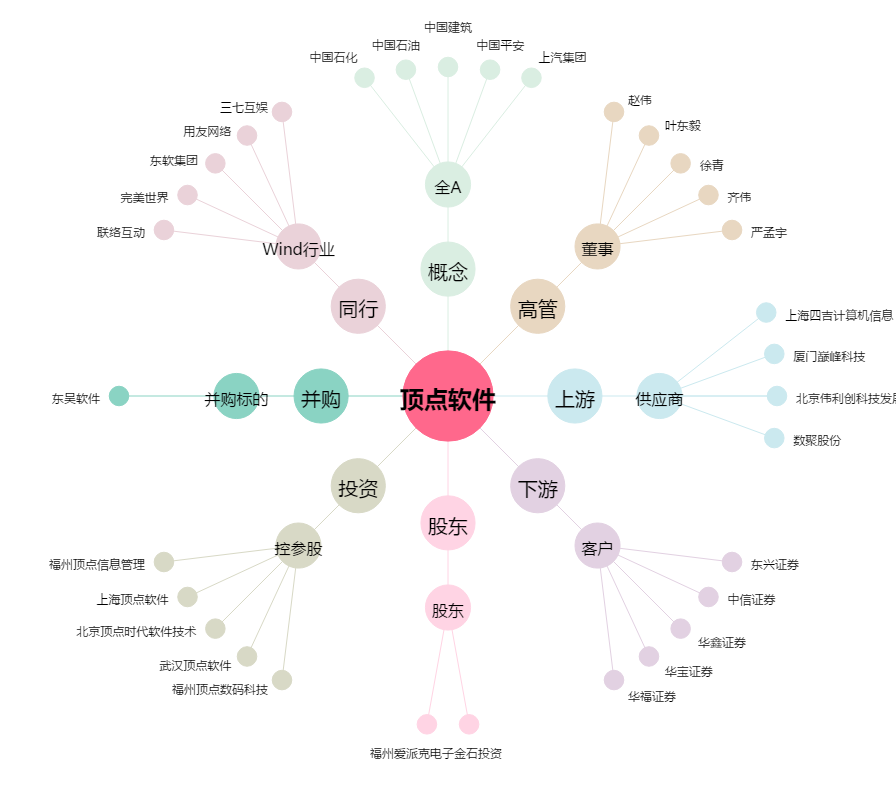 中国建筑
中国石油
中国平安
中国石化
上汽集团
三七互娱
赵伟
用友网络
叶东毅
东软集团
徐青
完美世界
齐伟
联络互动
严孟宇
全A
Wind行业
董事
概念
同行
高管
上海四吉计算机信息
厦门巅峰科技
东吴软件
并购标的
并购
顶点软件
上游
供应商
北京伟利创科技发
数聚股份
投资
下游
股东
控参股
客户
福州顶点信息管理
东兴证券
上海顶点软件
中信证券
股东
北京顶点时代软件技术
华鑫证券
武汉顶点软件
华宝证券
福州顶点数码科技
华福证券
福州爱派克电子金石投资